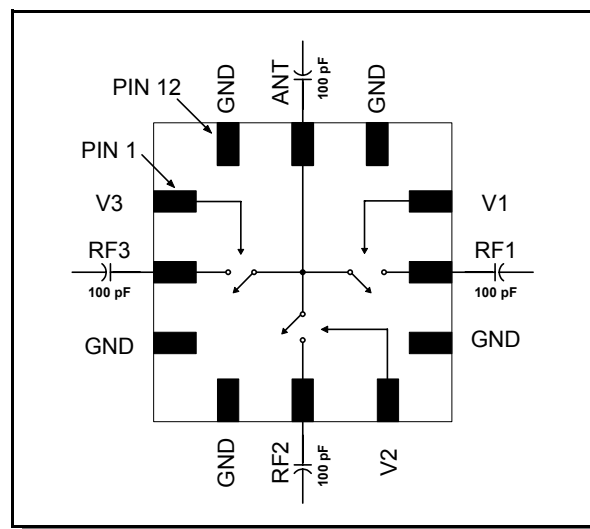 PIN 12
GND
ANT
100 pF
GND
PIN 1
V3
V1
RF3
100 pF
RF1
100 pF
GND
GND
GND
RF2
100 pF
V2